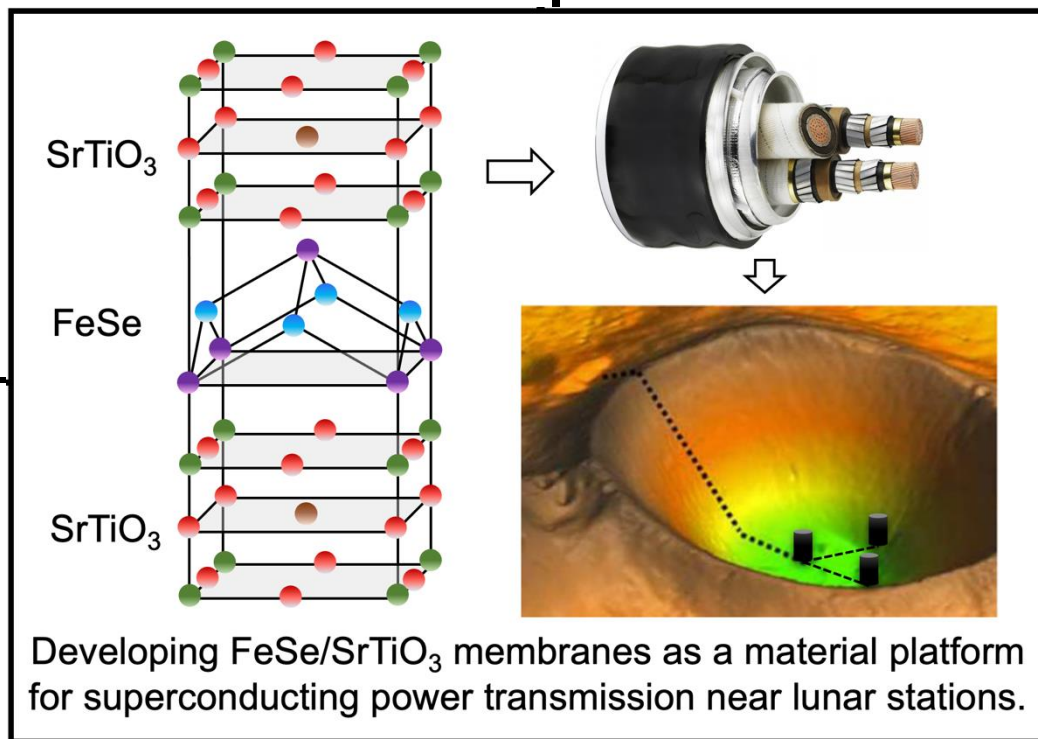 SrTiO₃
FeSe
SrTiO₃
Developing FeSe/SrTiO₃ membranes as a material platform
for superconducting power transmission near lunar stations.